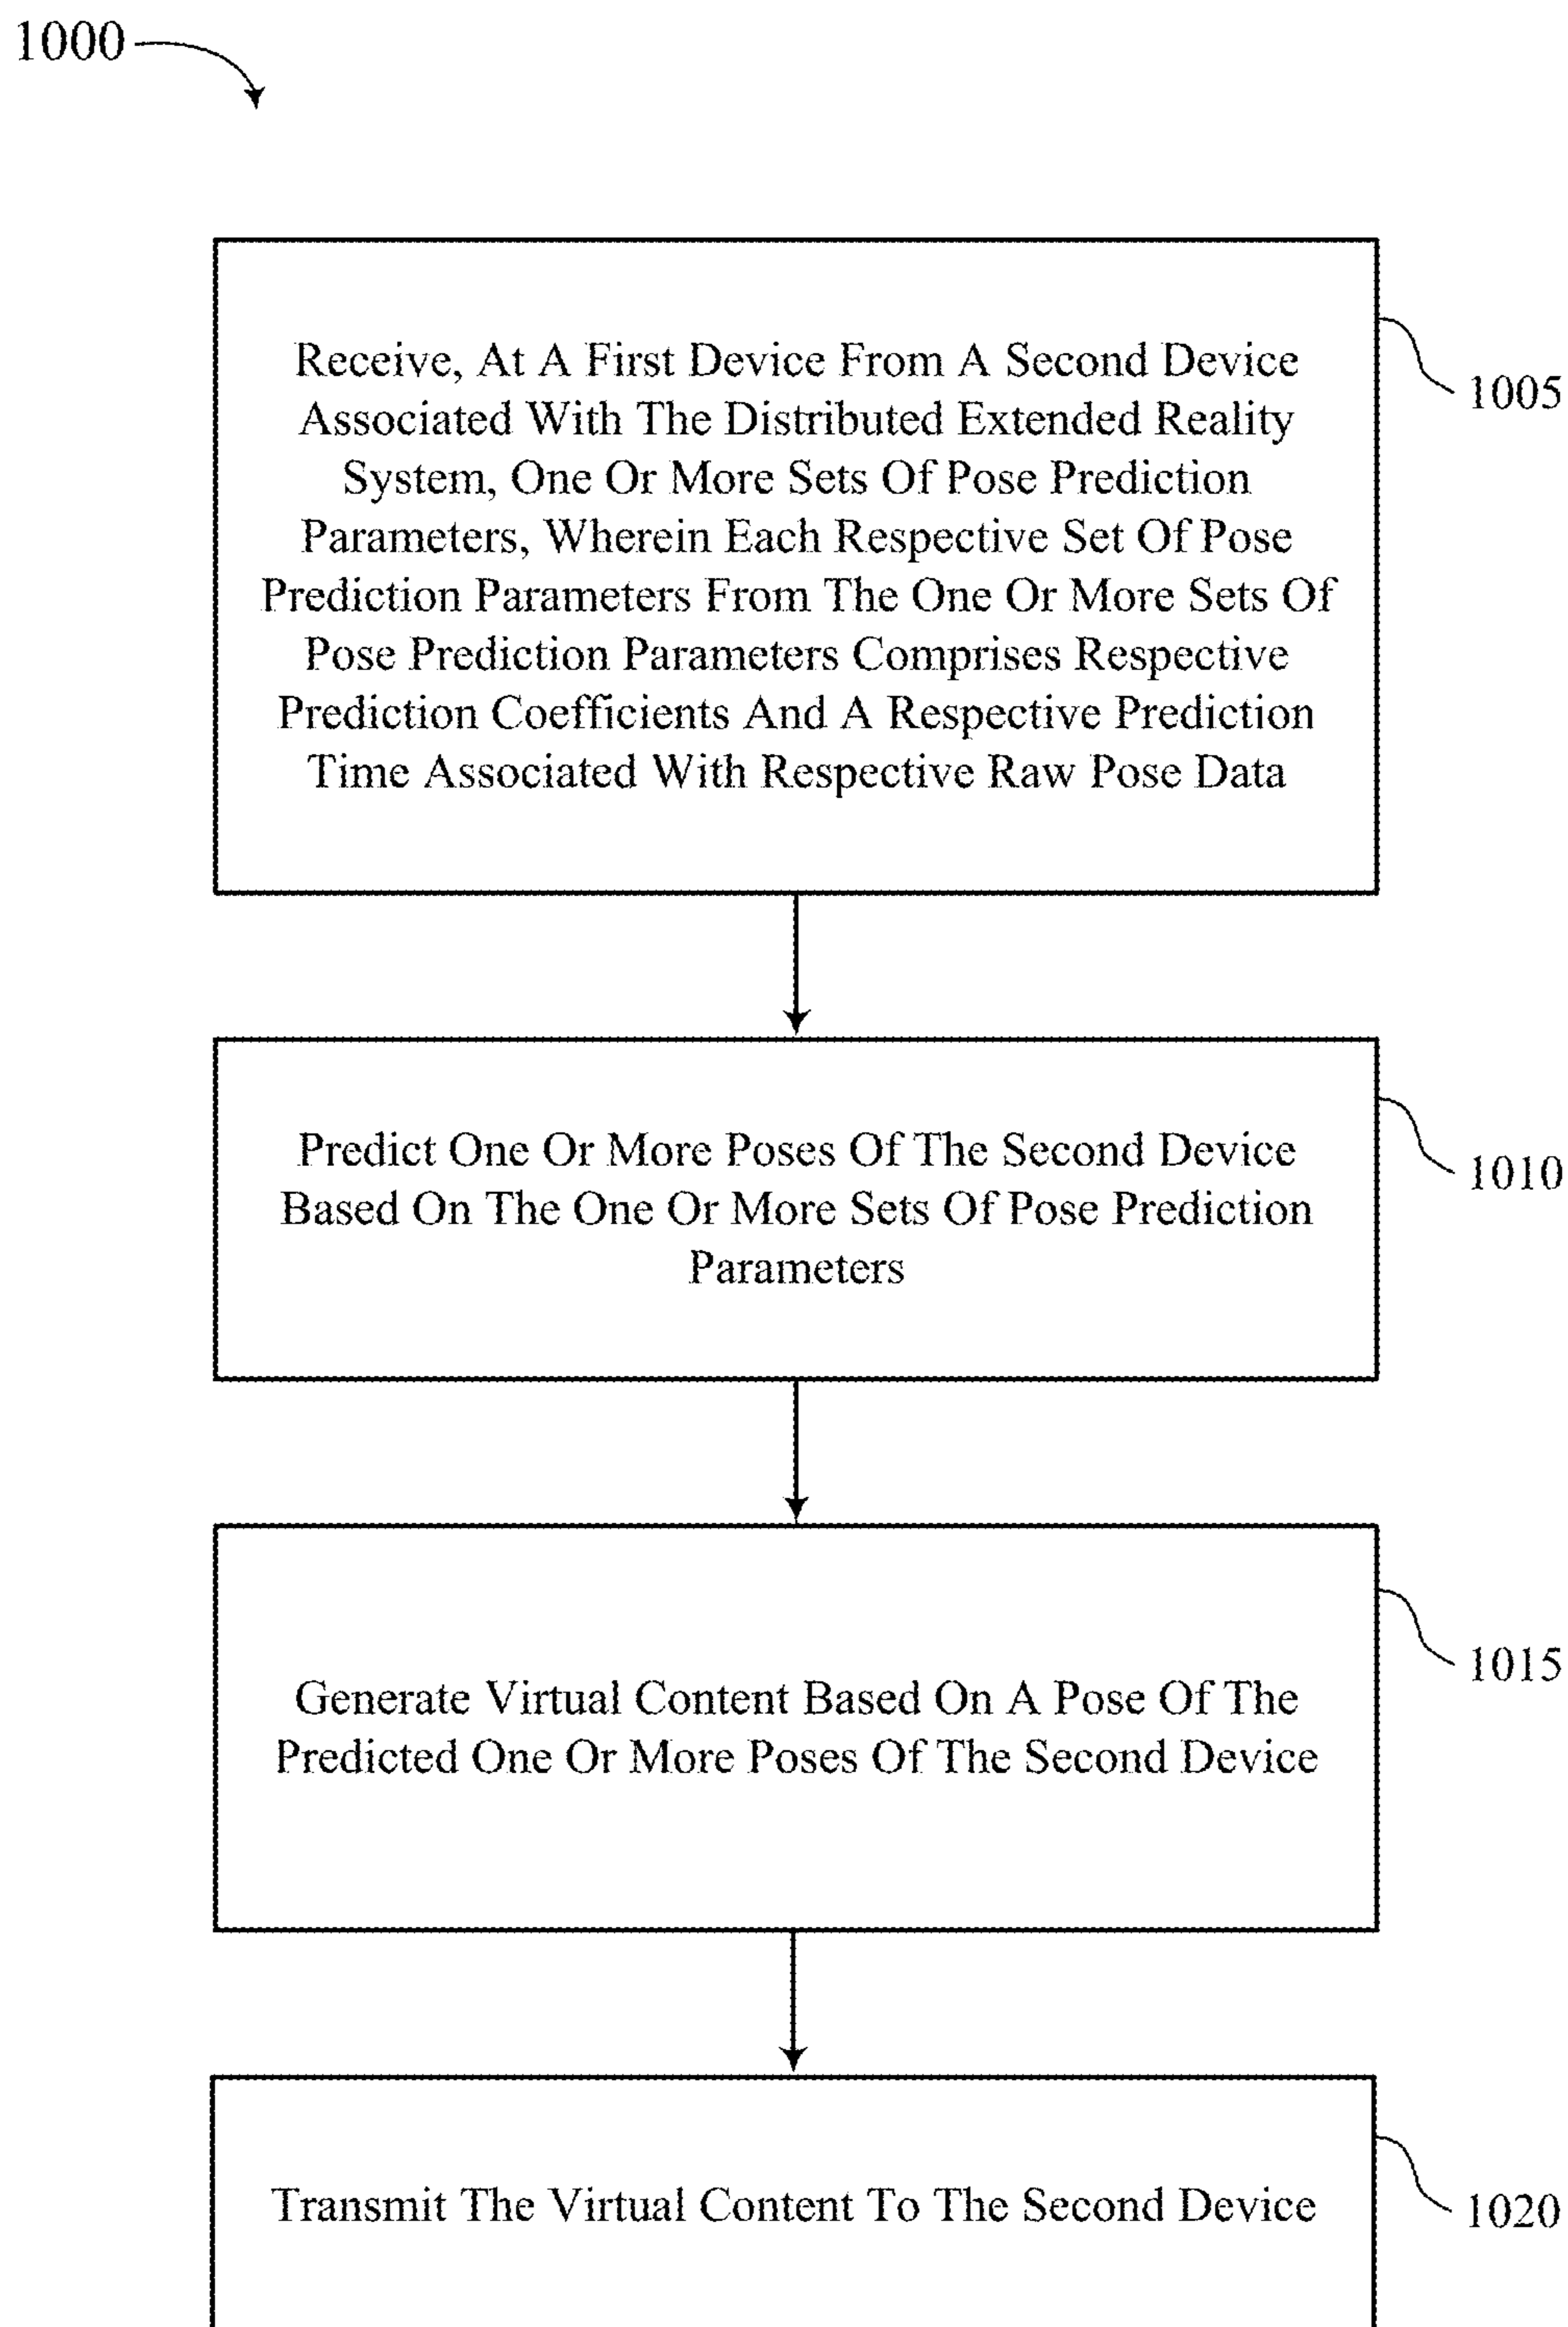 1000
Receive, At A First Device From A Second Device
Associated With The Distributed Extended Reality
System, One Or More Sets Of Pose Prediction
Parameters, Wherein Each Respective Set Of Pose
Prediction Parameters From The One Or More Sets Of
Pose Prediction Parameters Comprises Respective
Prediction Coefficients And A Respective Prediction
Time Associated With Respective Raw Pose Data
1005
Predict One Or More Poses Of The Second Device
Based On The One Or More Sets Of Pose Prediction
Parameters
1010
Generate Virtual Content Based On A Pose Of The
Predicted One Or More Poses Of The Second Device
1015
Transmit The Virtual Content To The Second Device
1020